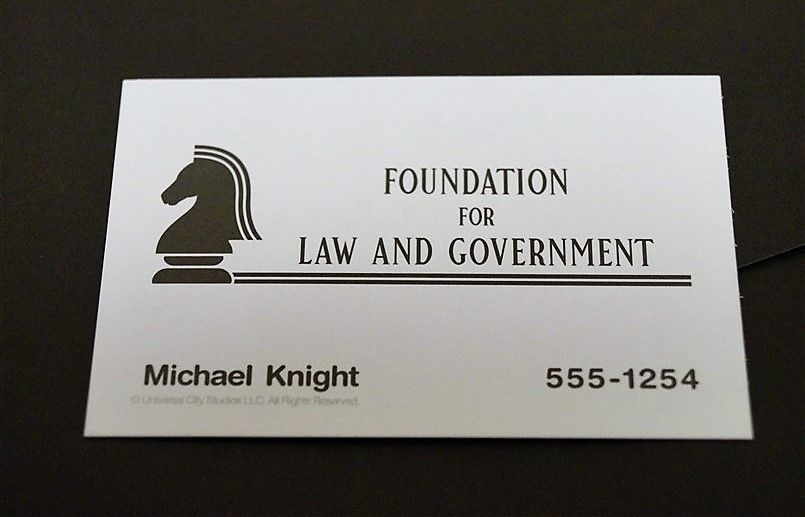 FOUNDATION
FOR
LAW AND GOVERNMENT
Michael Knight
555-1254
© Universal City Studios LLC. All Rights Reserved.